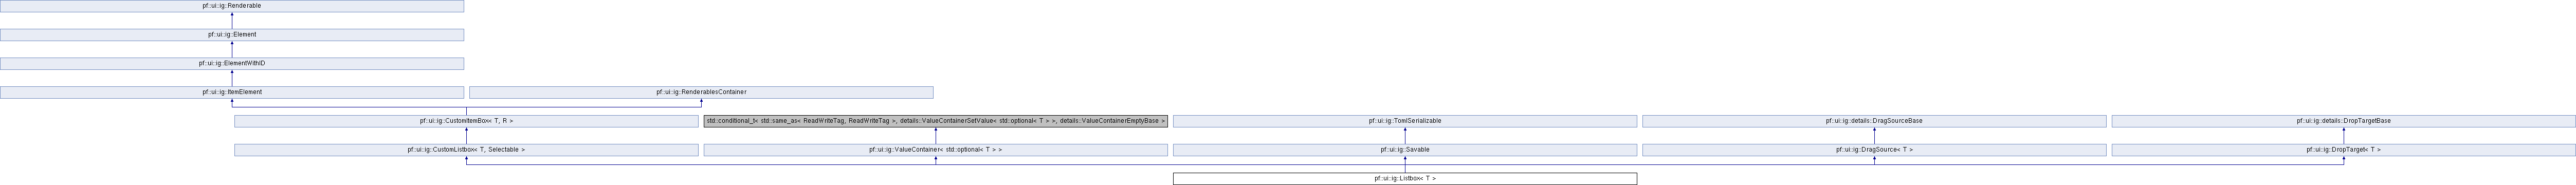 pf::ui::ig::Renderable
pf::ui::ig::Element
pf::ui::ig::ElementWithID
pf::ui::ig::ItemElement
pf::ui::ig::RenderablesContainer
pf::ui::ig::CustomItemBox< T, R >
std::conditional_t< std::same_as< ReadWriteTag, ReadWriteTag >, details::ValueContainerSetValue< std::optional< T > >, details::ValueContainerEmptyBase >
pf::ui::ig::TomlSerializable
pf::ui::ig::details::DragSourceBase
pf::ui::ig::details::DropTargetBase
pf::ui::ig::CustomListbox< T, Selectable >
pf::ui::ig::ValueContainer< std::optional< T > >
pf::ui::ig::Savable
pf::ui::ig::DragSource< T >
pf::ui::ig::DropTarget< T >
pf::ui::ig::Listbox< T >